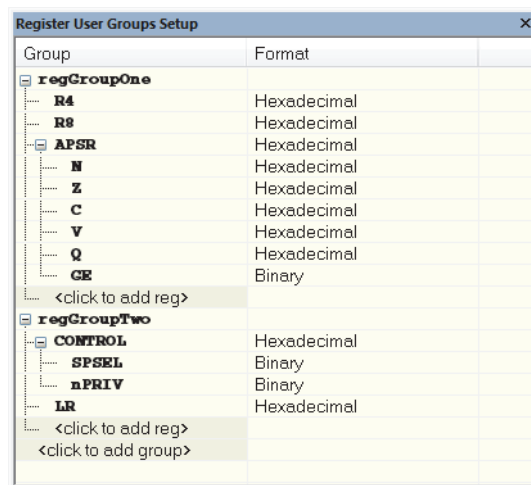 Register User Groups Setup ×
Group Format
regGroupOne
R4 Hexadecimal
R8 Hexadecimal
APSR Hexadecimal
N Hexadecimal
Z Hexadecimal
C Hexadecimal
V Hexadecimal
Q Hexadecimal
GE Binary
<click to add reg>
regGroupTwo
CONTROL Hexadecimal
SPSEL Binary
nPRIV Binary
LR Hexadecimal
<click to add reg>
<click to add group>